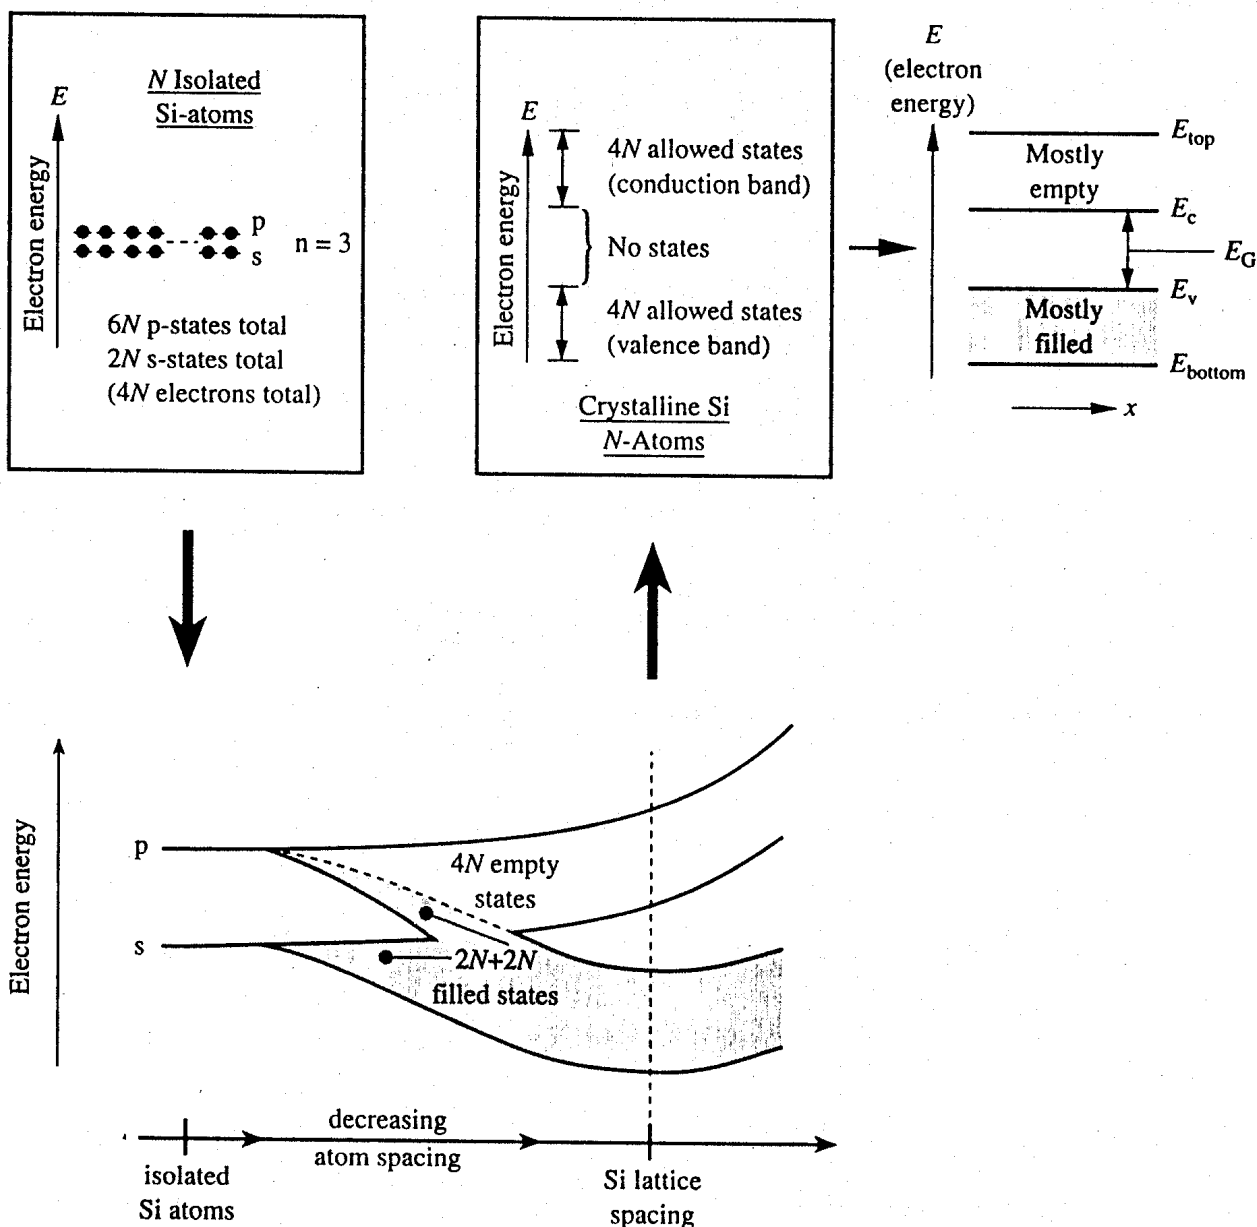 N Isolated
Si-atoms
E
Electron energy
p
s
n = 3
6N p-states total
2N s-states total
(4N electrons total)
E
Electron energy
4N allowed states
(conduction band)
No states
4N allowed states
(valence band)
Crystalline Si
N-Atoms
E
(electron
energy)
E_top
Mostly
empty
E_c
E_G
E_v
Mostly
filled
E_bottom
x
Electron energy
p
4N empty
states
s
2N+2N
filled states
decreasing
atom spacing
isolated
Si atoms
Si lattice
spacing